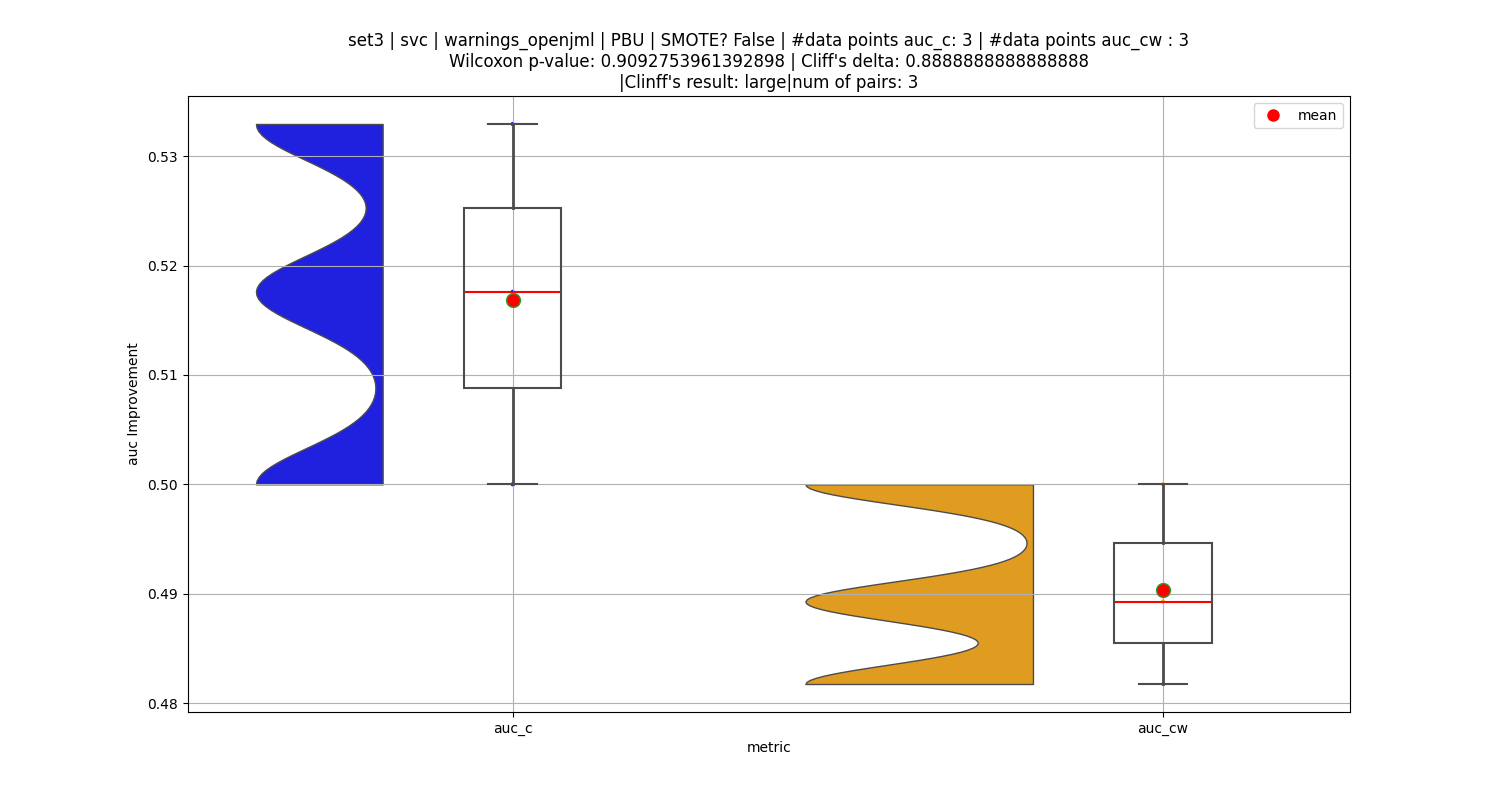 set3 | svc | warnings_openjml | PBU | SMOTE? False | #data points auc_c: 3 | #data points auc_cw : 3
Wilcoxon p-value: 0.9092753961392898 | Cliff's delta: 0.8888888888888888
|Clinff's result: large|num of pairs: 3
mean
0.53
0.52
0.51
0.50
0.49
0.48
auc Improvement
auc_c
auc_cw
metric